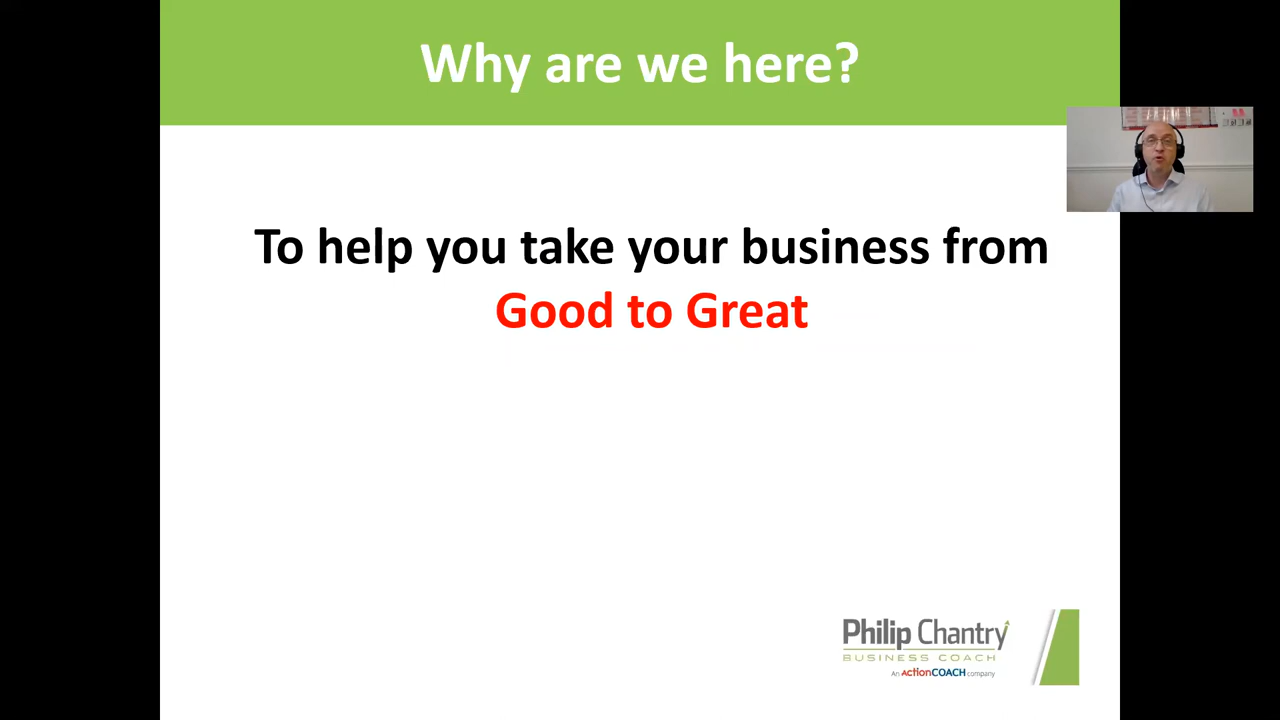 Why are we here?
To help you take your business from
Good to Great
Philip Chantry
BUSINESS COACH
An ActionCOACH company